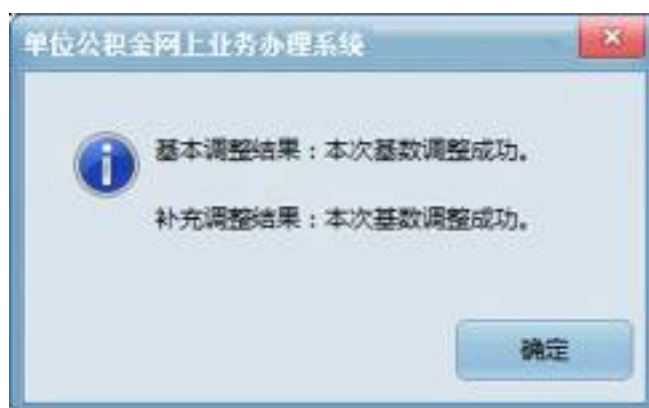 单位公积金网上业务办理系统
基本调整结果：本次基数调整成功。
补充调整结果：本次基数调整成功。
确定